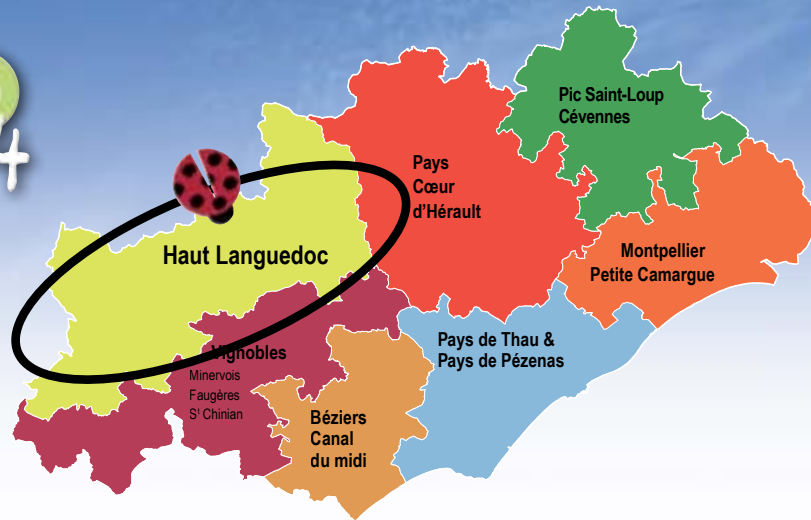 Pic Saint-Loup
Cévennes
Pays
Cœur
d'Hérault
Haut Languedoc
Montpellier
Petite Camargue
Pays de Thau &
Pays de Pézenas
Vignobles
Minervois
Faugères
Sᵗ Chinian
Béziers
Canal
du midi